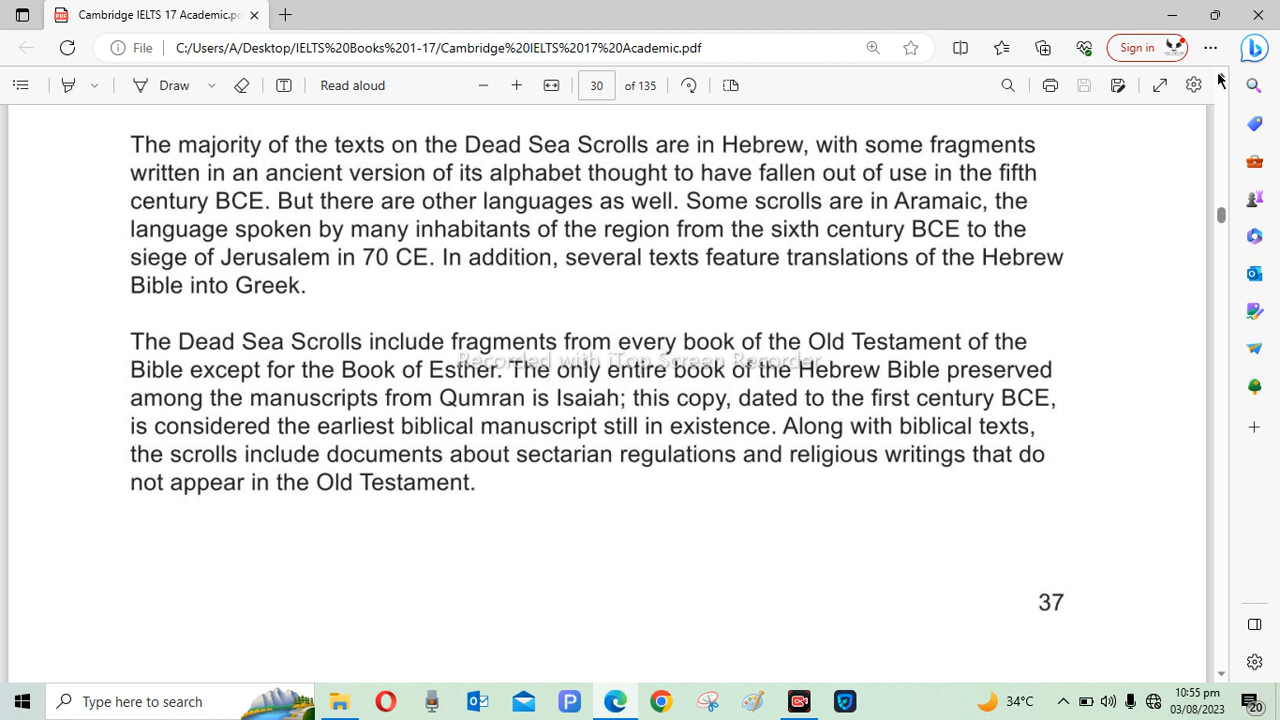 Cambridge IELTS 17 Academic.pd
File C:/Users/A/Desktop/IELTS%20Books%201-17/Cambridge%20IELTS%2017%20Academic.pdf
Sign in
Draw
Read aloud
30 of 135
The majority of the texts on the Dead Sea Scrolls are in Hebrew, with some fragments
written in an ancient version of its alphabet thought to have fallen out of use in the fifth
century BCE. But there are other languages as well. Some scrolls are in Aramaic, the
language spoken by many inhabitants of the region from the sixth century BCE to the
siege of Jerusalem in 70 CE. In addition, several texts feature translations of the Hebrew
Bible into Greek.
The Dead Sea Scrolls include fragments from every book of the Old Testament of the
Recorded with iTop Screen Recorder
Bible except for the Book of Esther. The only entire book of the Hebrew Bible preserved
among the manuscripts from Qumran is Isaiah; this copy, dated to the first century BCE,
is considered the earliest biblical manuscript still in existence. Along with biblical texts,
the scrolls include documents about sectarian regulations and religious writings that do
not appear in the Old Testament.
37
Type here to search
34°C
10:55 pm
03/08/2023
20